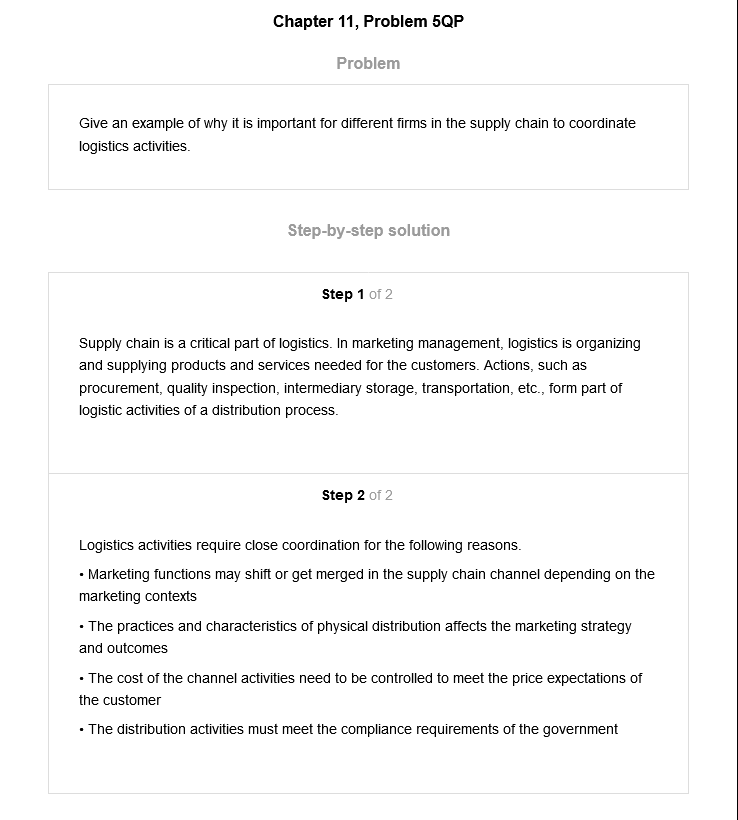 Chapter 11, Problem 5QP
Problem
Give an example of why it is important for different firms in the supply chain to coordinate
logistics activities.
Step-by-step solution
Step 1 of 2
Supply chain is a critical part of logistics. In marketing management, logistics is organizing
and supplying products and services needed for the customers. Actions, such as
procurement, quality inspection, intermediary storage, transportation, etc., form part of
logistic activities of a distribution process.
Step 2 of 2
Logistics activities require close coordination for the following reasons.
• Marketing functions may shift or get merged in the supply chain channel depending on the
marketing contexts
• The practices and characteristics of physical distribution affects the marketing strategy
and outcomes
• The cost of the channel activities need to be controlled to meet the price expectations of
the customer
• The distribution activities must meet the compliance requirements of the government